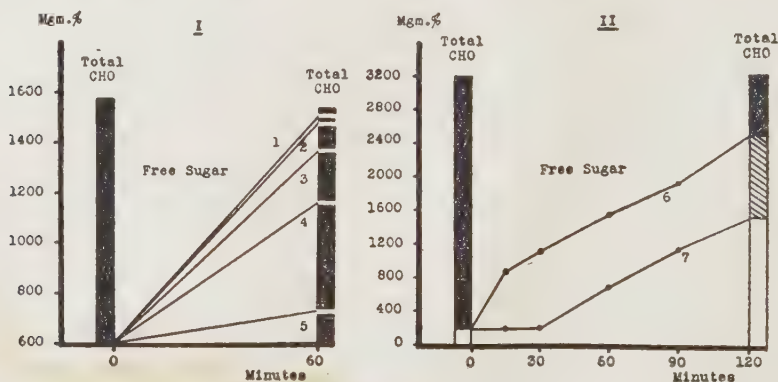 Mgm.%
I
Total
CHO
Total
CHO
1600
1400
1200
1000
800
600
Free Sugar
1
2
3
4
5
0
60
Minutes
Mgm.%
II
Total
CHO
Total
CHO
3200
2800
2400
2000
1600
1200
800
400
0
Free Sugar
6
7
0
30
60
90
120
Minutes